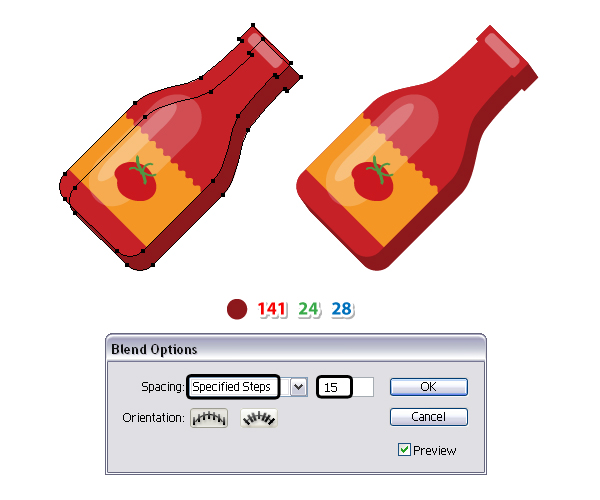 141 24 28
Blend Options
Spacing: Specified Steps 15 OK
Orientation: Cancel
Preview